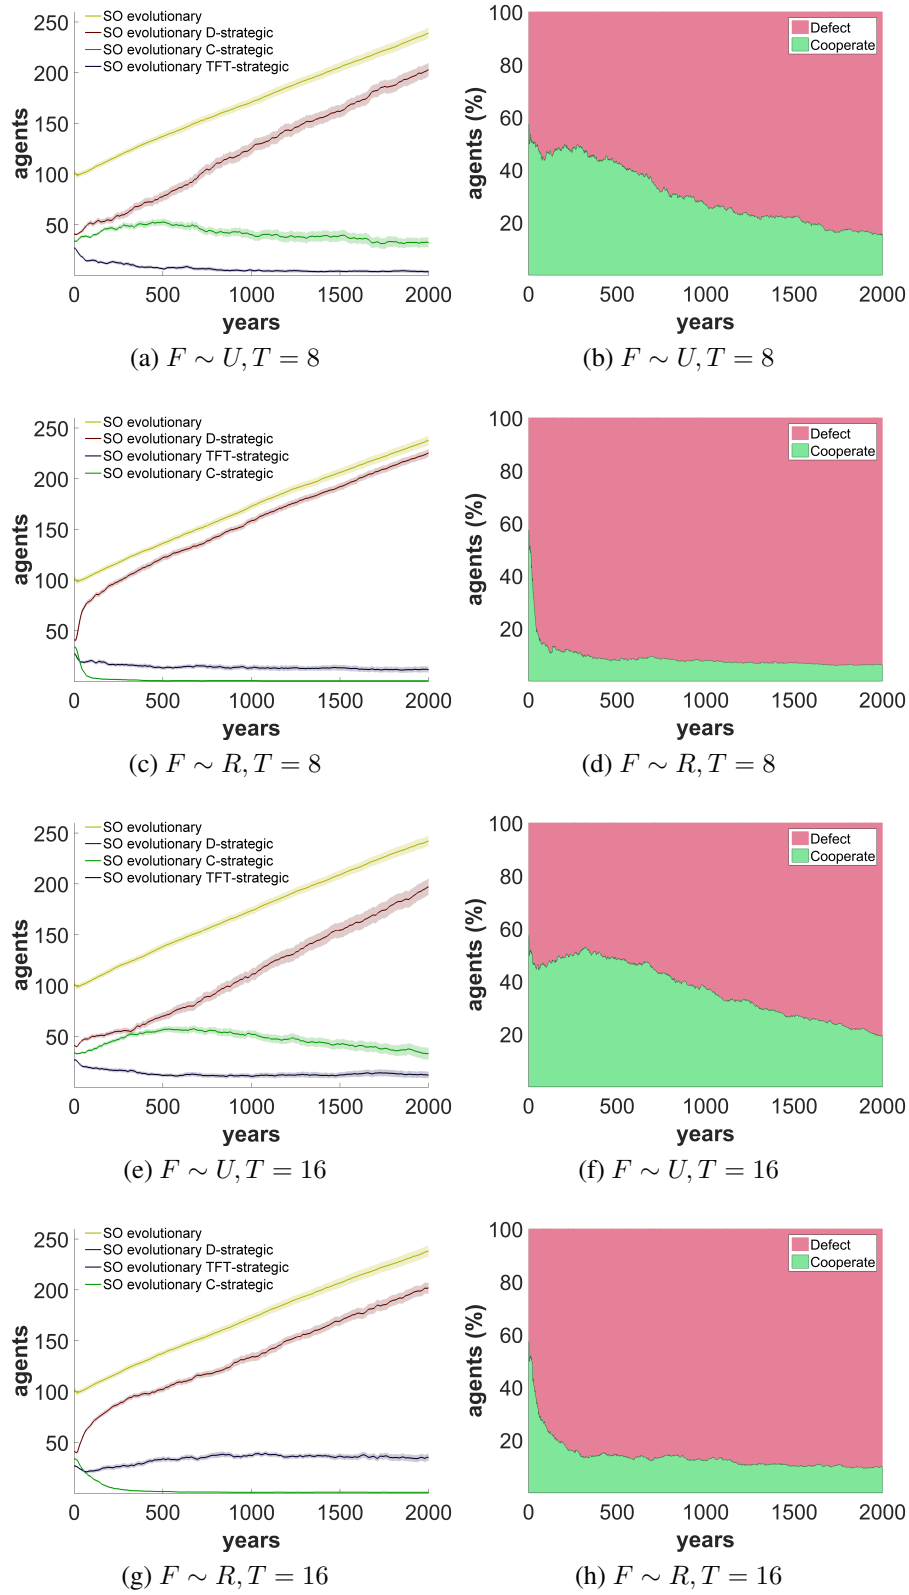 SO evolutionary
SO evolutionary D-strategic
SO evolutionary C-strategic
SO evolutionary TFT-strategic
250
200
150
100
50
agents
0 500 1000 1500 2000
years
(a) F ∼ U, T = 8
Defect
Cooperate
100
80
60
40
20
agents (%)
0 500 1000 1500 2000
years
(b) F ∼ U, T = 8
SO evolutionary
SO evolutionary D-strategic
SO evolutionary TFT-strategic
SO evolutionary C-strategic
250
200
150
100
50
agents
0 500 1000 1500 2000
years
(c) F ∼ R, T = 8
Defect
Cooperate
100
80
60
40
20
agents (%)
0 500 1000 1500 2000
years
(d) F ∼ R, T = 8
SO evolutionary
SO evolutionary D-strategic
SO evolutionary C-strategic
SO evolutionary TFT-strategic
250
200
150
100
50
agents
0 500 1000 1500 2000
years
(e) F ∼ U, T = 16
Defect
Cooperate
100
80
60
40
20
agents (%)
0 500 1000 1500 2000
years
(f) F ∼ U, T = 16
SO evolutionary
SO evolutionary D-strategic
SO evolutionary TFT-strategic
SO evolutionary C-strategic
250
200
150
100
50
agents
0 500 1000 1500 2000
years
(g) F ∼ R, T = 16
Defect
Cooperate
100
80
60
40
20
agents (%)
0 500 1000 1500 2000
years
(h) F ∼ R, T = 16